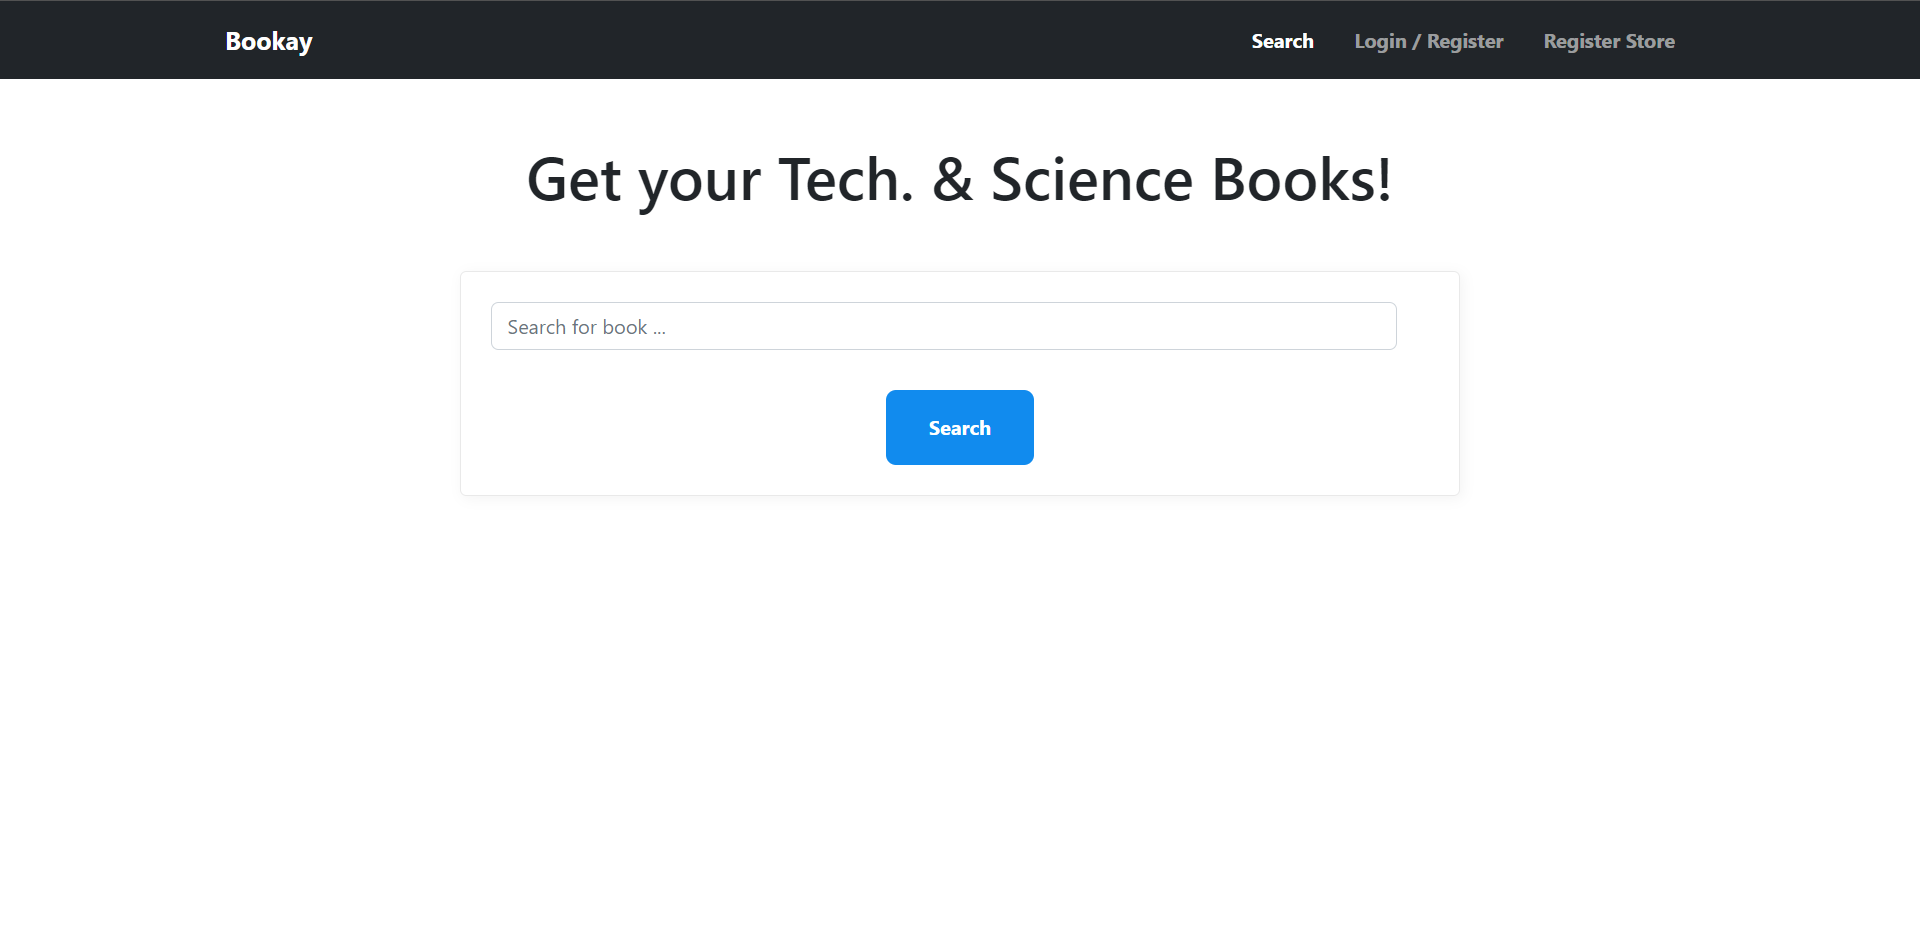 Bookay
Search
Login / Register
Register Store
Get your Tech. & Science Books!
Search for book ...
Search